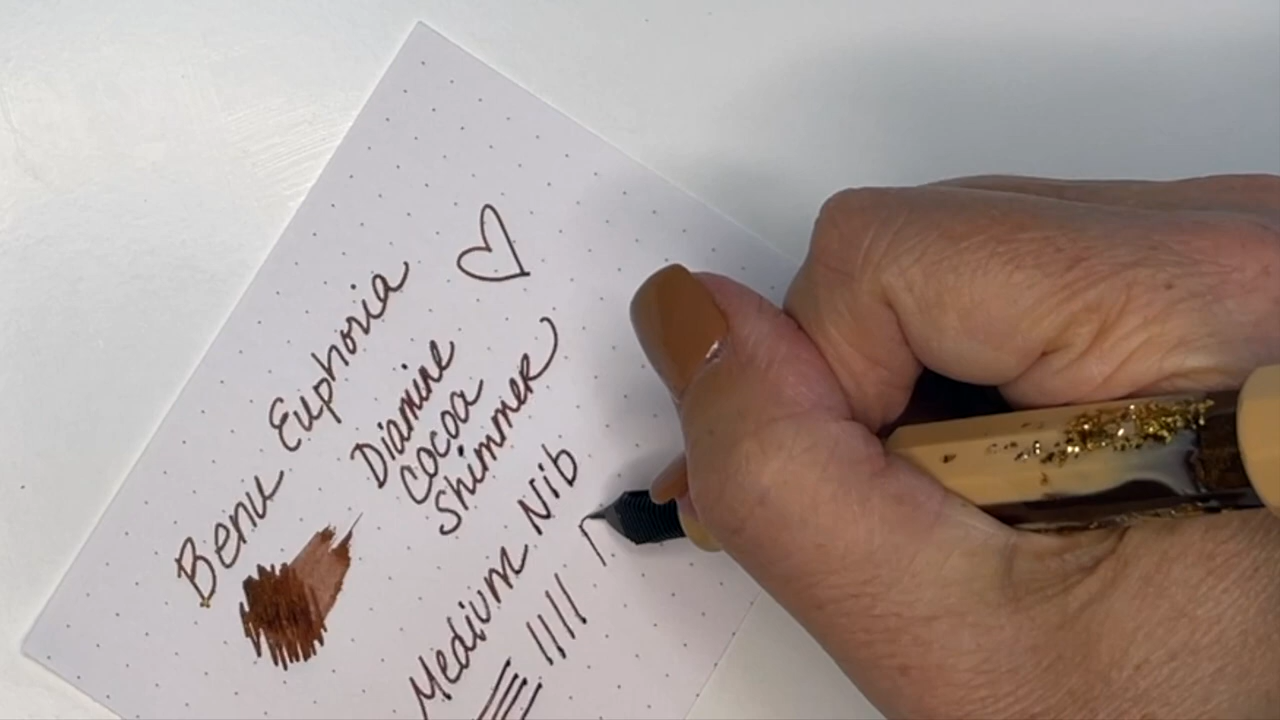 Benu Euphoria
Diamine
Cocoa
Shimmer
Medium Nib